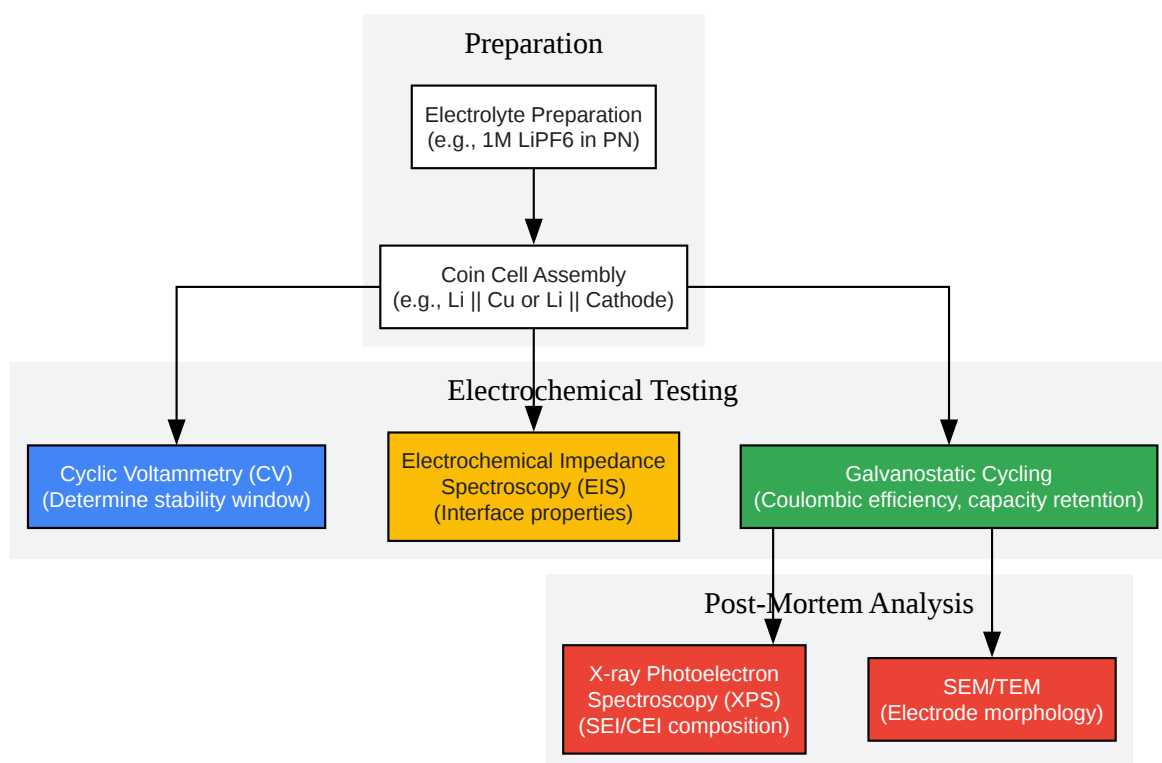 Preparation
Electrolyte Preparation
(e.g., 1M LiPF6 in PN)
Coin Cell Assembly
(e.g., Li || Cu or Li || Cathode)
Electrochemical Testing
Cyclic Voltammetry (CV)
(Determine stability window)
Electrochemical Impedance
Spectroscopy (EIS)
(Interface properties)
Galvanostatic Cycling
(Coulombic efficiency, capacity retention)
Post-Mortem Analysis
X-ray Photoelectron
Spectroscopy (XPS)
(SEI/CEI composition)
SEM/TEM
(Electrode morphology)